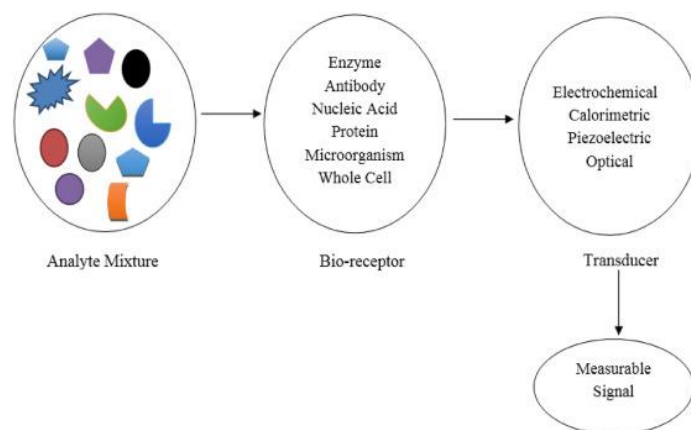 Enzyme
Antibody
Nucleic Acid
Protein
Microorganism
Whole Cell
Electrochemical
Calorimetric
Piezoelectric
Optical
Analyte Mixture
Bio-receptor
Transducer
Measurable
Signal